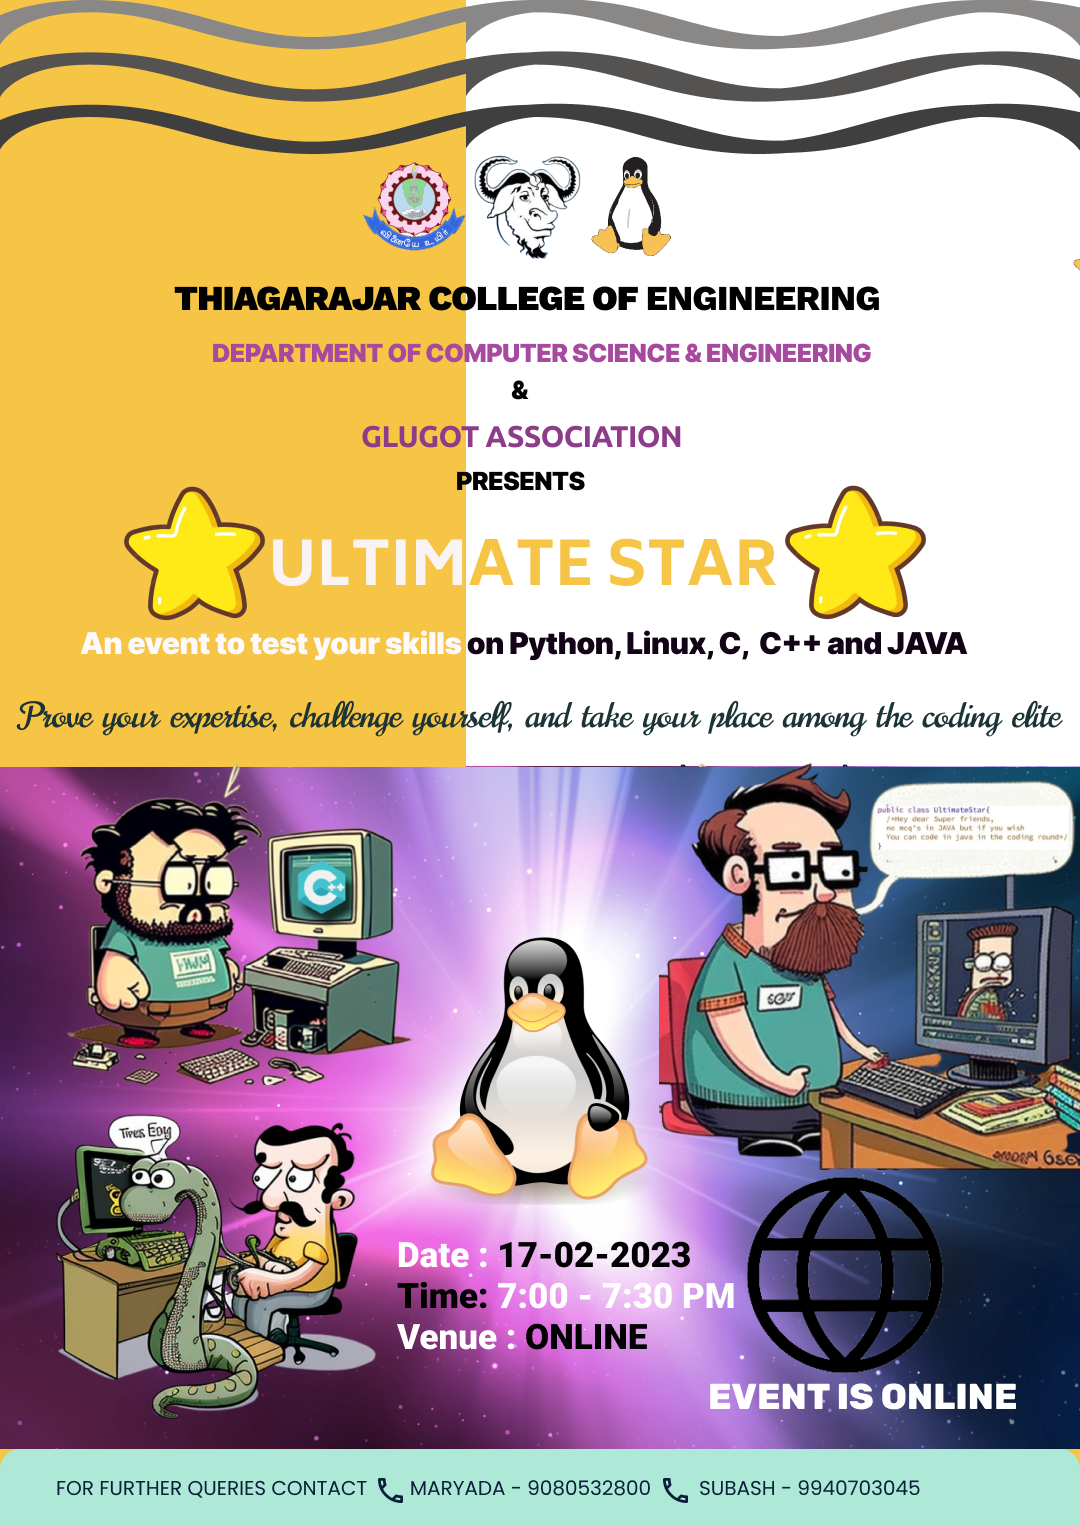 வினையே உயிர்
THIAGARAJAR COLLEGE OF ENGINEERING
DEPARTMENT OF COMPUTER SCIENCE & ENGINEERING
&
GLUGOT ASSOCIATION
PRESENTS
ULTIMATE STAR
An event to test your skills on Python, Linux, C, C++ and JAVA
Prove your expertise, challenge yourself, and take your place among the coding elite
public class UltimateStar{
/*Hey dear Super friends,
no mcq's in JAVA but if you wish
You can code in java in the coding round*/
}
C++
Date : 17-02-2023
Time: 7:00 - 7:30 PM
Venue : ONLINE
EVENT IS ONLINE
FOR FURTHER QUERIES CONTACT MARYADA - 9080532800 SUBASH - 9940703045